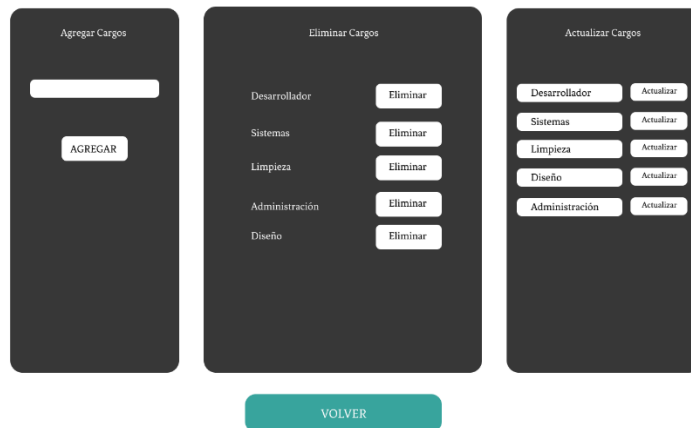 Agregar Cargos
AGREGAR
Eliminar Cargos
Desarrollador Eliminar
Sistemas Eliminar
Limpieza Eliminar
Administración Eliminar
Diseño Eliminar
Actualizar Cargos
Desarrollador Actualizar
Sistemas Actualizar
Limpieza Actualizar
Diseño Actualizar
Administración Actualizar
VOLVER